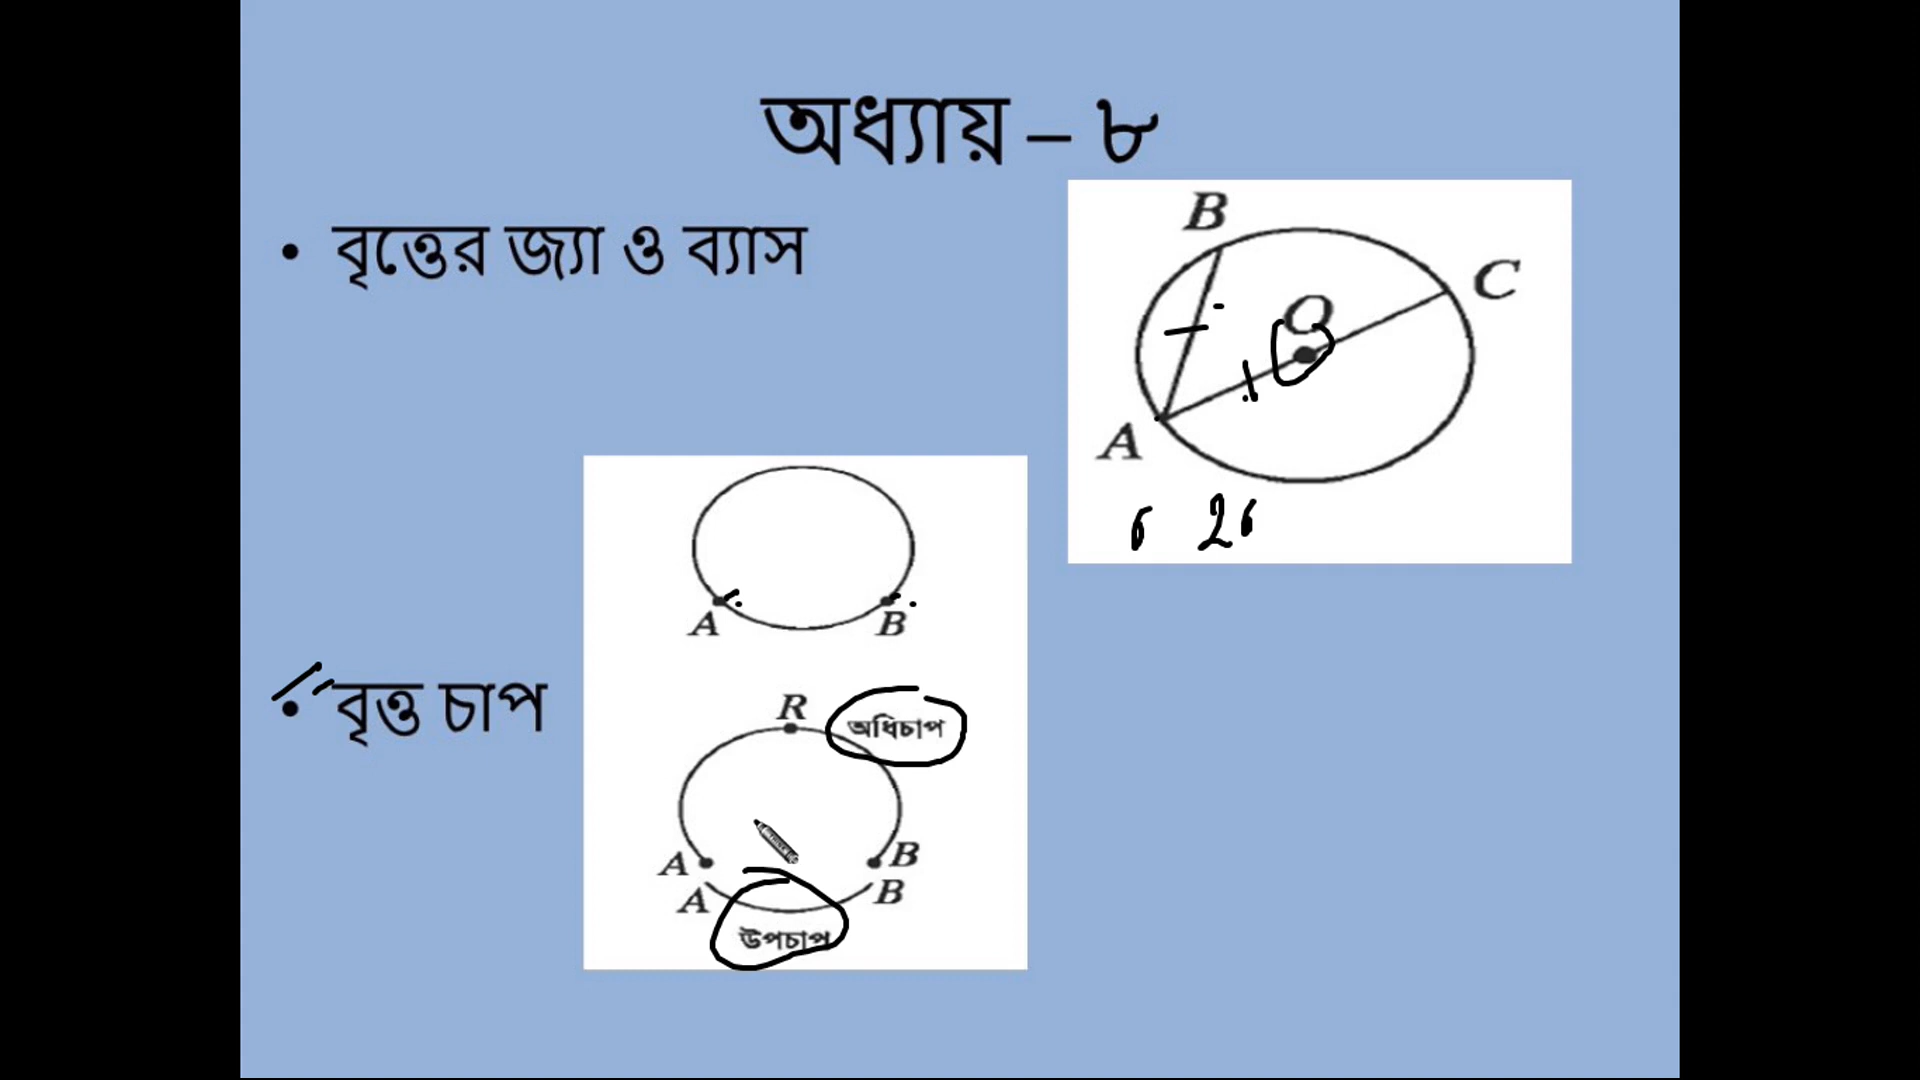 অধ্যায় – ৮
• বৃত্তের জ্যা ও ব্যাস
B
C
O
A
A
B
• বৃত্ত চাপ
R
অধিচাপ
A
B
A
B
উপচাপ